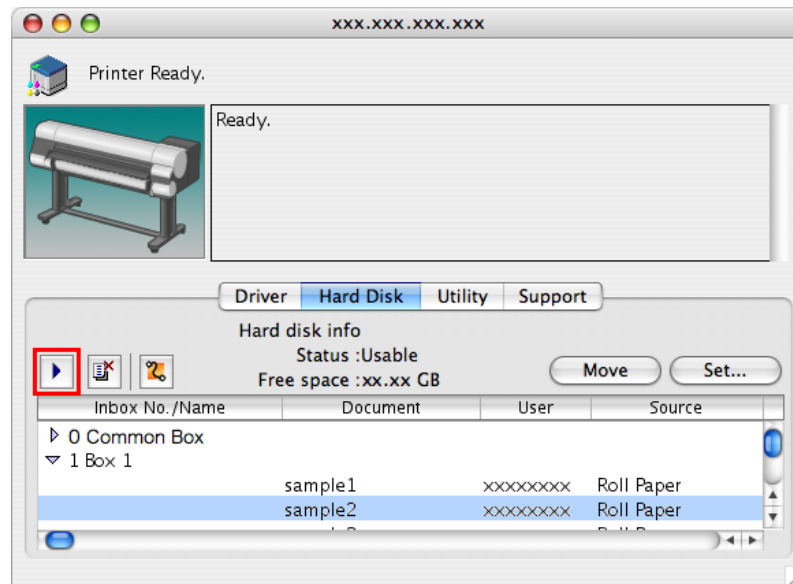 xxx.xxx.xxx.xxx
Printer Ready.
Ready.
Driver Hard Disk Utility Support
Hard disk info
Status :Usable
Free space :xx.xx GB
Move Set...
Inbox No./Name Document User Source
0 Common Box
1 Box 1
sample1 xxxxxxxx Roll Paper
sample2 xxxxxxxx Roll Paper